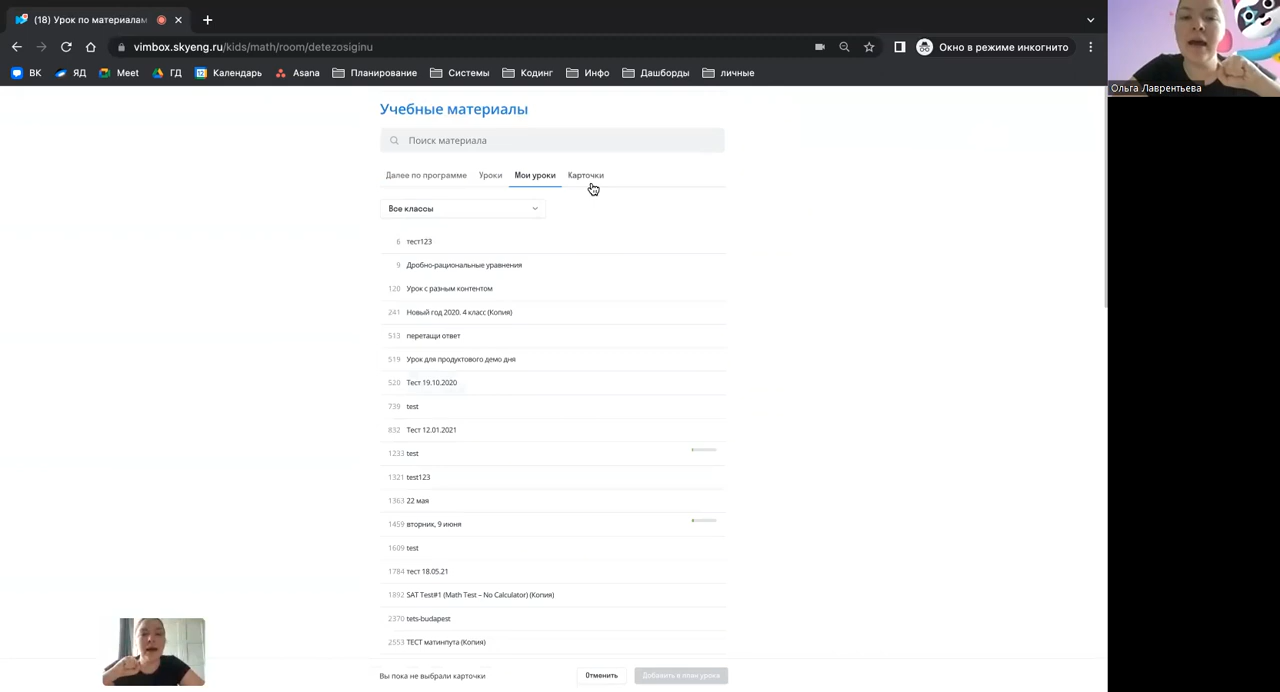 (18) Урок по материалам
vimbox.skyeng.ru/kids/math/room/detezosiginu
Окно в режиме инкогнито
ВК ЯД Meet ГД Календарь Asana Планирование Системы Кодинг Инфо Дашборды личные
Ольга Лаврентьева
Учебные материалы
Поиск материала
Далее по программе Уроки Мои уроки Карточки
Все классы
6 тест123
9 Дробно-рациональные уравнения
120 Урок с разным контентом
241 Новый год 2020. 4 класс (Копия)
513 перетащи ответ
519 Урок для продуктового демо дня
520 Тест 19.10.2020
739 test
832 Тест 12.01.2021
1233 test
1321 test123
1363 22 мая
1459 вторник, 9 июня
1609 test
1784 тест 18.05.21
1892 SAT Test#1 (Math Test – No Calculator) (Копия)
2370 tets-budapest
2553 ТЕСТ матинпута (Копия)
Вы пока не выбрали карточки Отменить Добавить в план урока